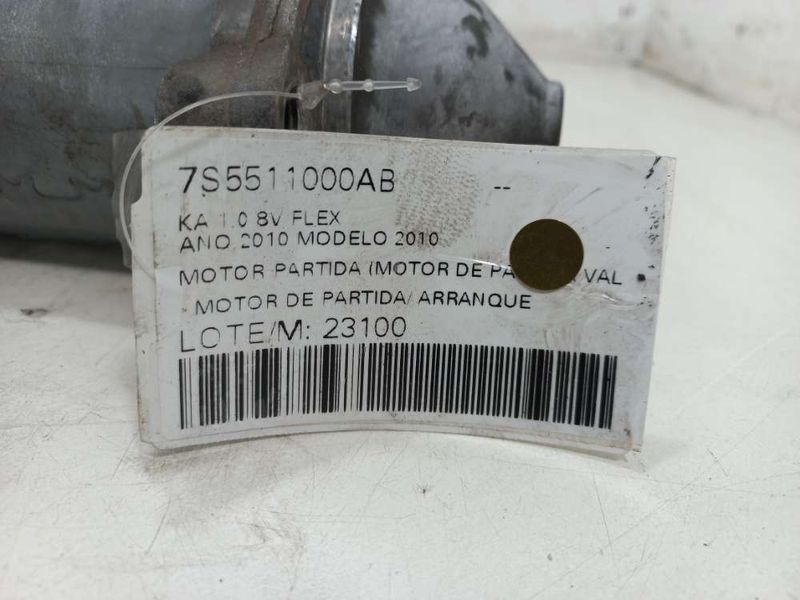 7S5511000AB --
KA 1.0 8V FLEX
ANO 2010 MODELO 2010
MOTOR PARTIDA (MOTOR DE VAL
- MOTOR DE PARTIDA/ARRANQUE
LOTE/M: 23100